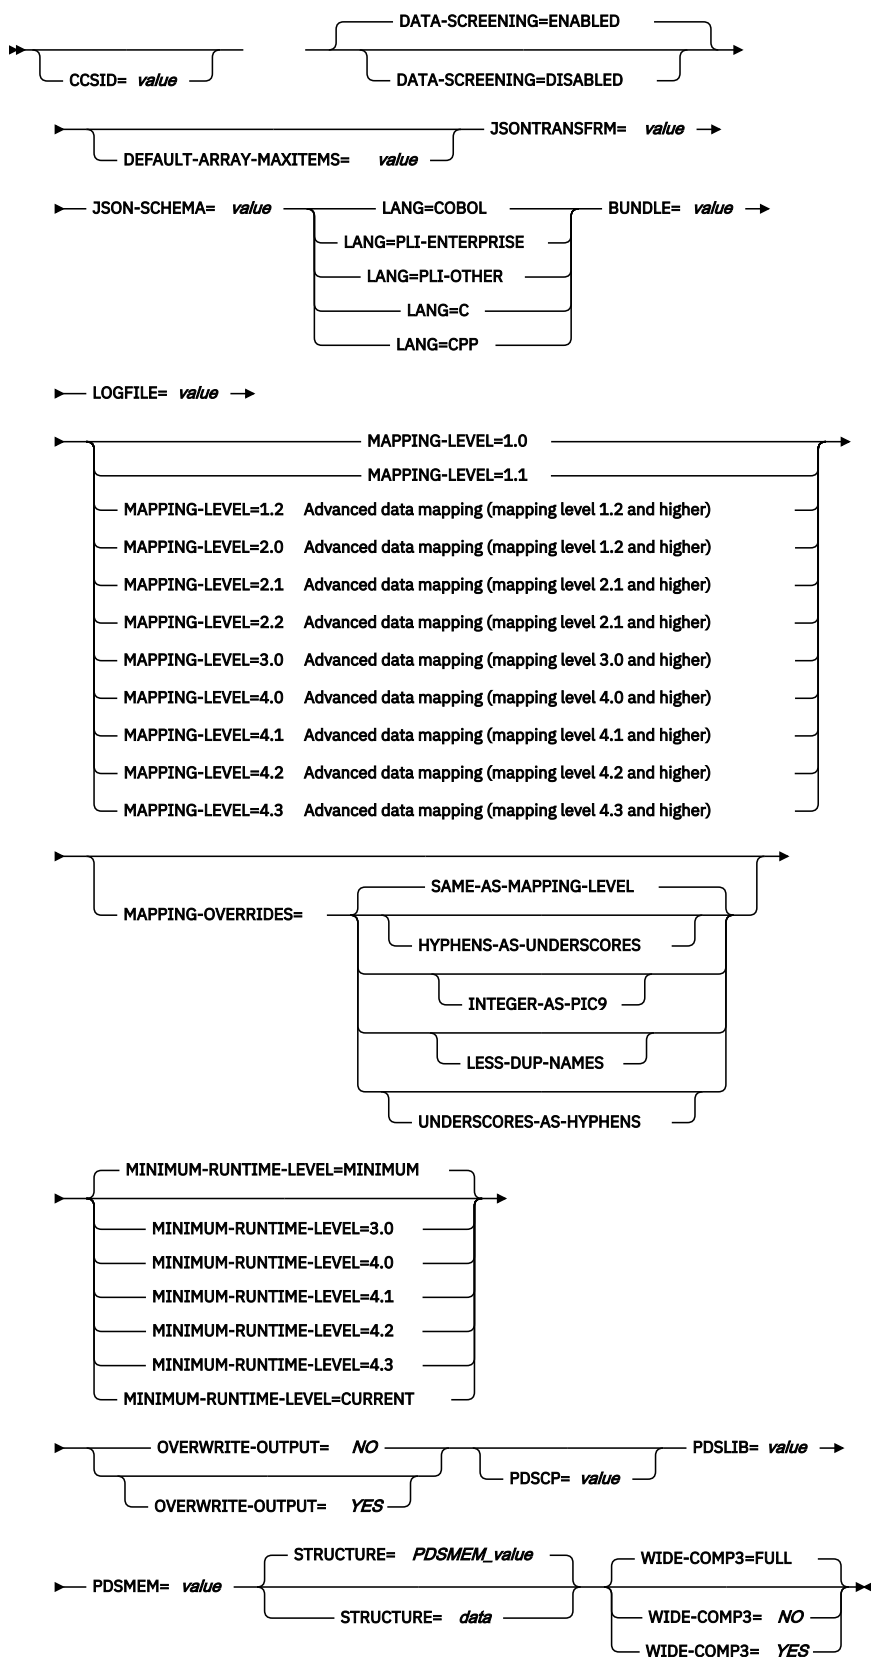 DATA-SCREENING=ENABLED
CCSID= value
DATA-SCREENING=DISABLED
JSONTRANSFRM= value
DEFAULT-ARRAY-MAXITEMS= value
JSON-SCHEMA= value LANG=COBOL BUNDLE= value
LANG=PLI-ENTERPRISE
LANG=PLI-OTHER
LANG=C
LANG=CPP
LOGFILE= value
MAPPING-LEVEL=1.0
MAPPING-LEVEL=1.1
MAPPING-LEVEL=1.2 Advanced data mapping (mapping level 1.2 and higher)
MAPPING-LEVEL=2.0 Advanced data mapping (mapping level 1.2 and higher)
MAPPING-LEVEL=2.1 Advanced data mapping (mapping level 2.1 and higher)
MAPPING-LEVEL=2.2 Advanced data mapping (mapping level 2.1 and higher)
MAPPING-LEVEL=3.0 Advanced data mapping (mapping level 3.0 and higher)
MAPPING-LEVEL=4.0 Advanced data mapping (mapping level 4.0 and higher)
MAPPING-LEVEL=4.1 Advanced data mapping (mapping level 4.1 and higher)
MAPPING-LEVEL=4.2 Advanced data mapping (mapping level 4.2 and higher)
MAPPING-LEVEL=4.3 Advanced data mapping (mapping level 4.3 and higher)
SAME-AS-MAPPING-LEVEL
MAPPING-OVERRIDES=
HYPHENS-AS-UNDERSCORES
INTEGER-AS-PIC9
LESS-DUP-NAMES
UNDERSCORES-AS-HYPHENS
MINIMUM-RUNTIME-LEVEL=MINIMUM
MINIMUM-RUNTIME-LEVEL=3.0
MINIMUM-RUNTIME-LEVEL=4.0
MINIMUM-RUNTIME-LEVEL=4.1
MINIMUM-RUNTIME-LEVEL=4.2
MINIMUM-RUNTIME-LEVEL=4.3
MINIMUM-RUNTIME-LEVEL=CURRENT
OVERWRITE-OUTPUT= NO PDSLIB= value
PDSCP= value
OVERWRITE-OUTPUT= YES
STRUCTURE= PDSMEM_value WIDE-COMP3=FULL
PDSMEM= value
STRUCTURE= data WIDE-COMP3= NO
WIDE-COMP3= YES